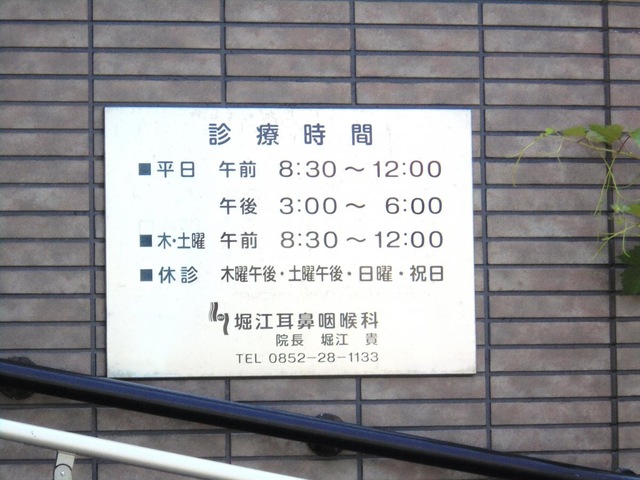 診療時間
■平日 午前 8:30～12:00
午後 3:00～ 6:00
■木・土曜 午前 8:30～12:00
■休診 木曜午後・土曜午後・日曜・祝日
堀江耳鼻咽喉科
院長 堀江 貴
TEL 0852-28-1133